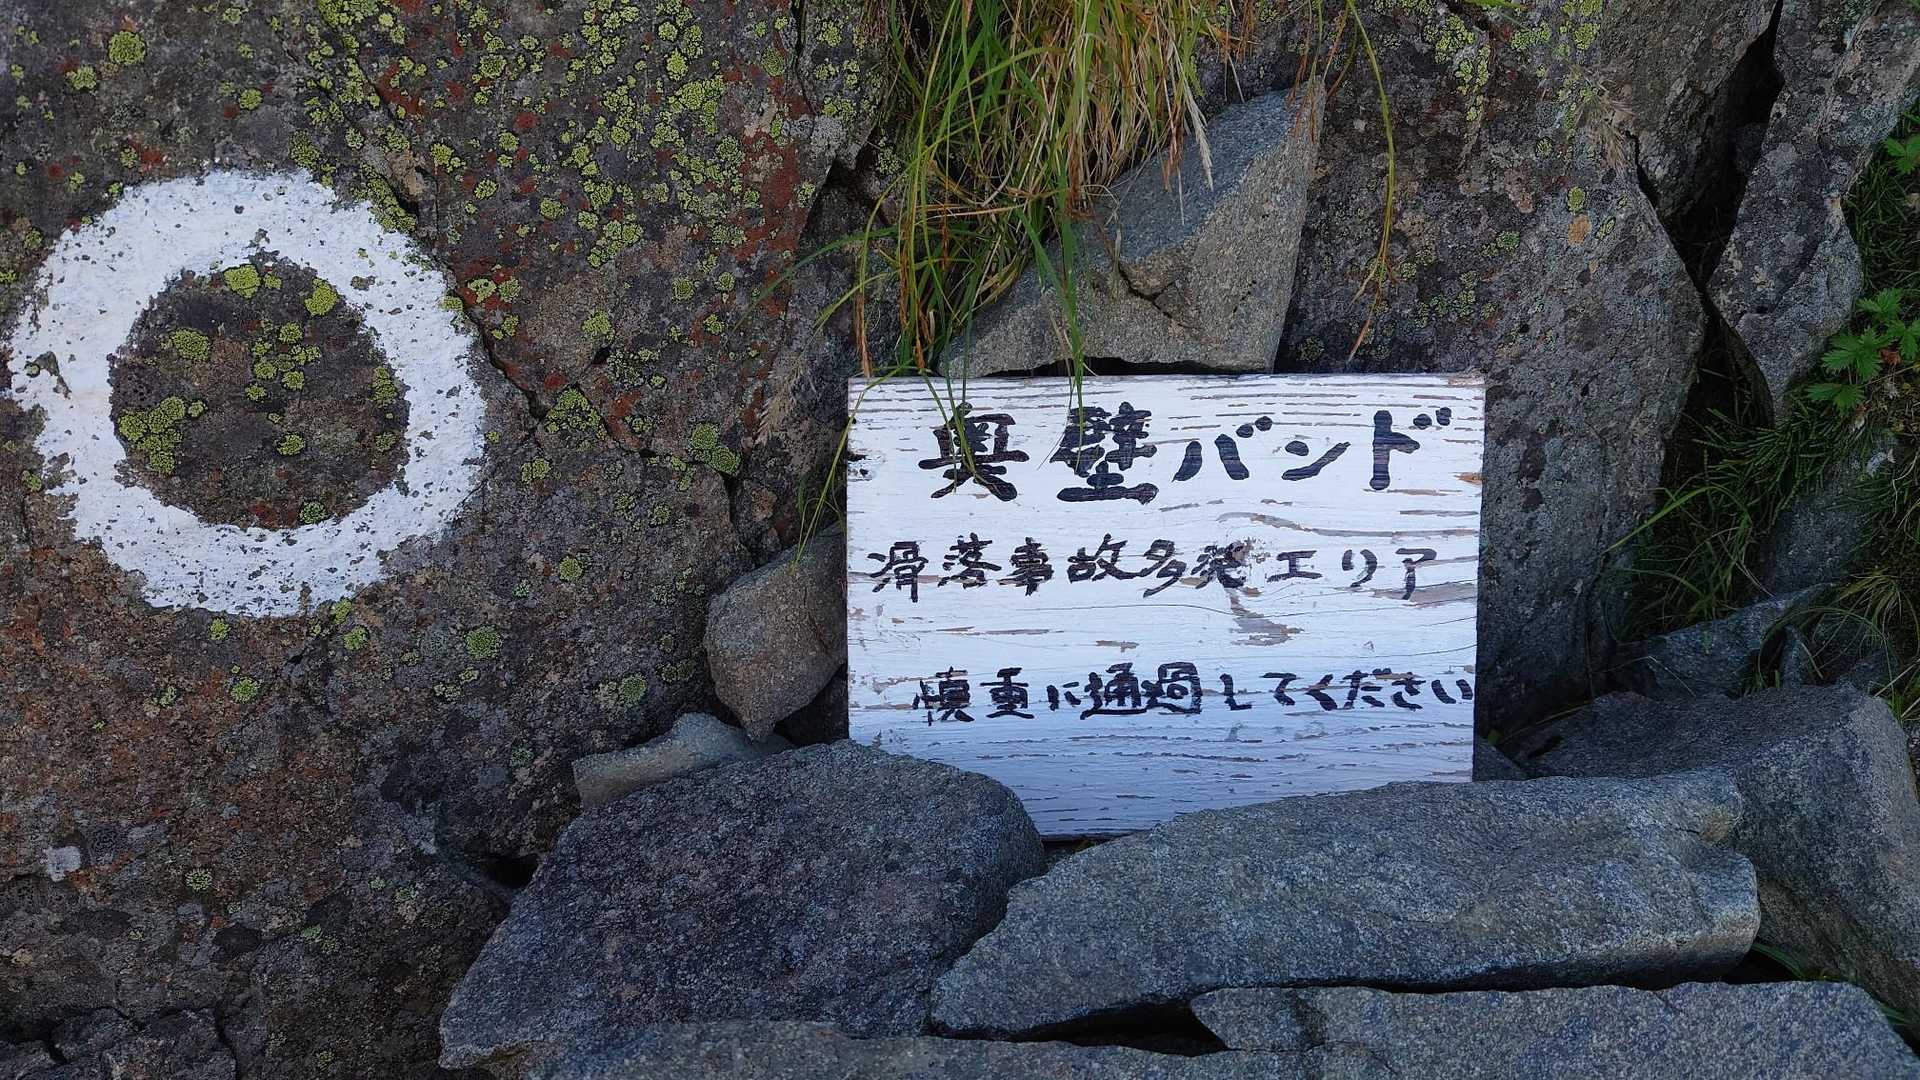 奥壁バンド
滑落事故多発エリア
慎重に通過してください